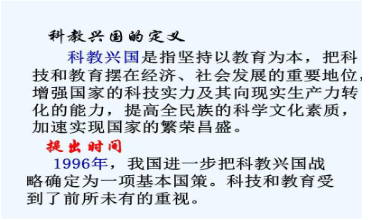 科教兴国的定义
科教兴国是指坚持以教育为本，把科
技和教育摆在经济、社会发展的重要地位，
增强国家的科技实力及其向现实生产力转
化的能力，提高全民族的科学文化素质，
加速实现国家的繁荣昌盛。
提出时间
1996年，我国进一步把科教兴国战
略确定为一项基本国策。科技和教育受
到了前所未有的重视。